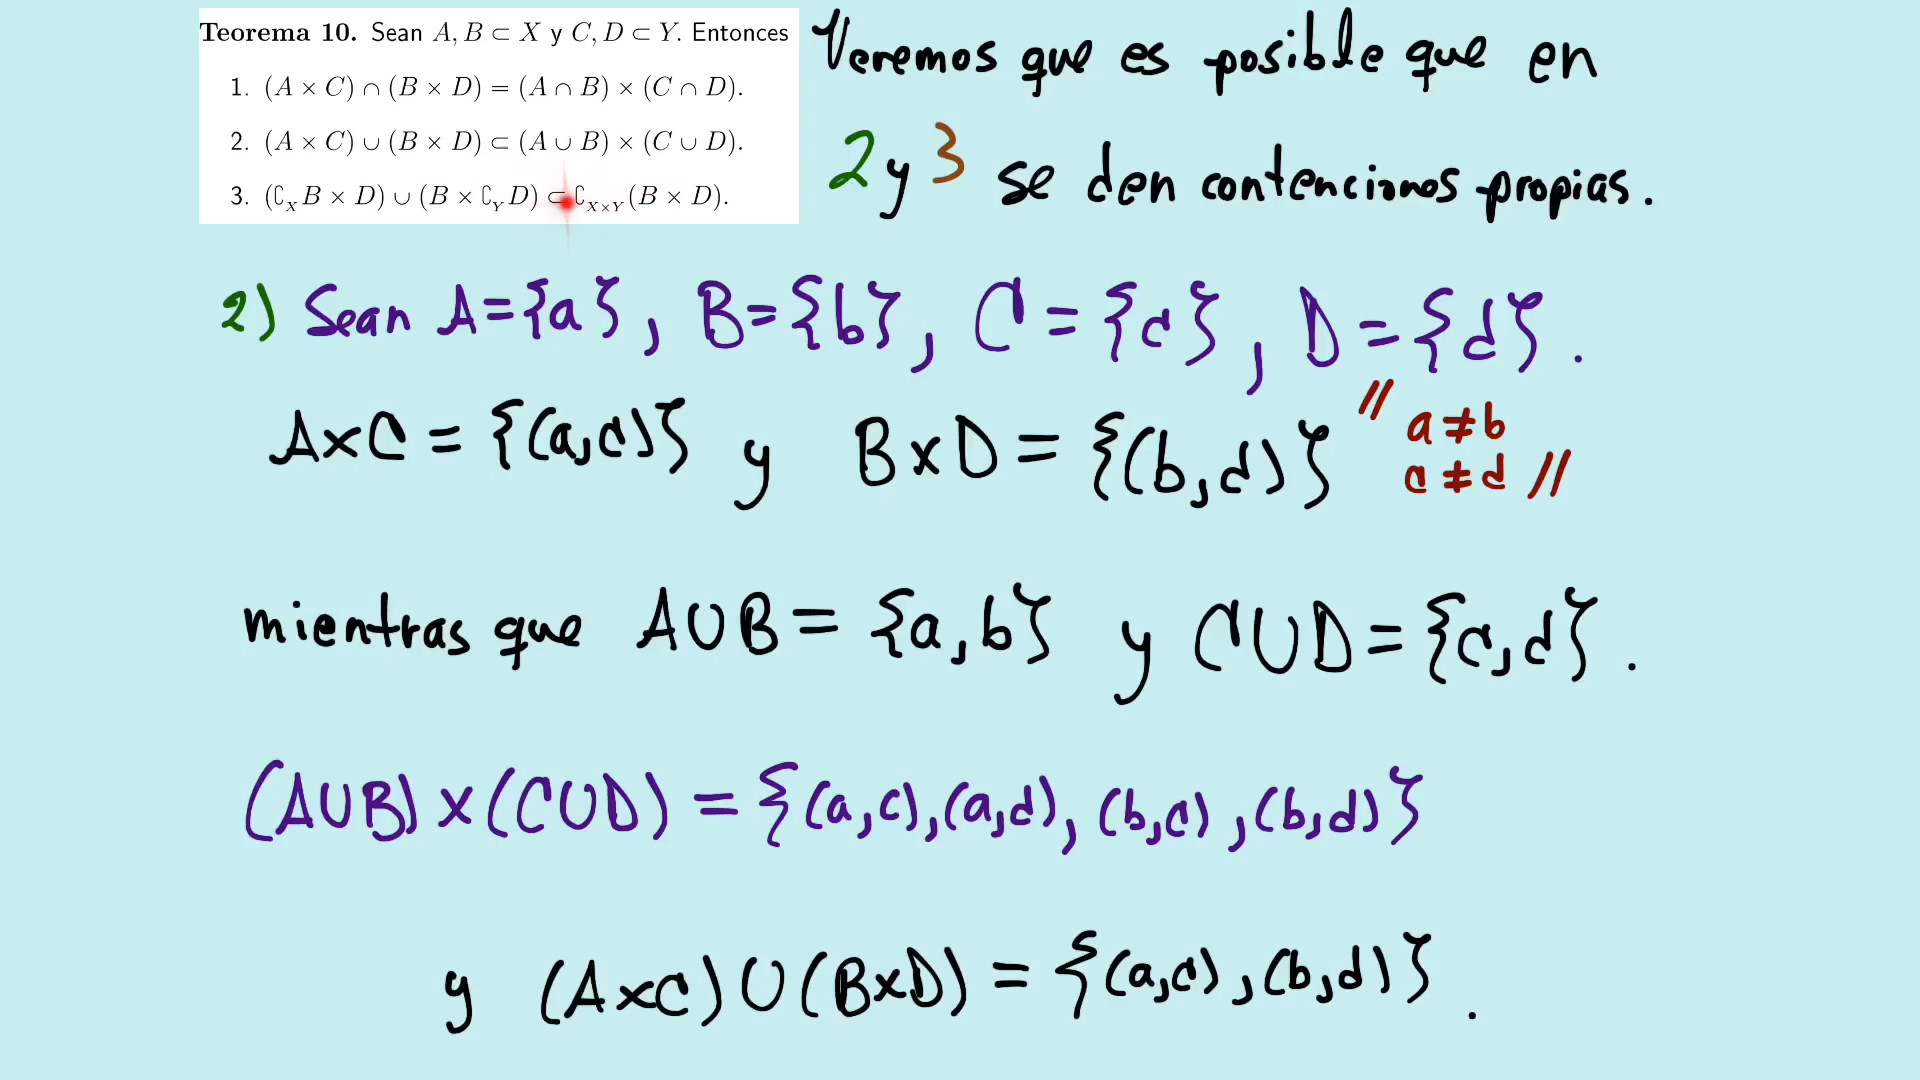 Teorema 10. Sean A, B ⊂ X y C, D ⊂ Y. Entonces
1. (A × C) ∩ (B × D) = (A ∩ B) × (C ∩ D).
2. (A × C) ∪ (B × D) ⊂ (A ∪ B) × (C ∪ D).
3. (∁_X B × D) ∪ (B × ∁_Y D) ⊂ ∁_{X×Y} (B × D).
Veremos que es posible que en
2 y 3 se den contenciones propias.
2) Sean A={a}, B={b}, C={c}, D={d}.
A×C = {(a,c)} y B×D = {(b,d)}
// a≠b
c≠d //
mientras que A∪B = {a,b} y C∪D = {c,d}.
(A∪B)×(C∪D) = {(a,c),(a,d),(b,c),(b,d)}
y (A×C)∪(B×D) = {(a,c),(b,d)}.